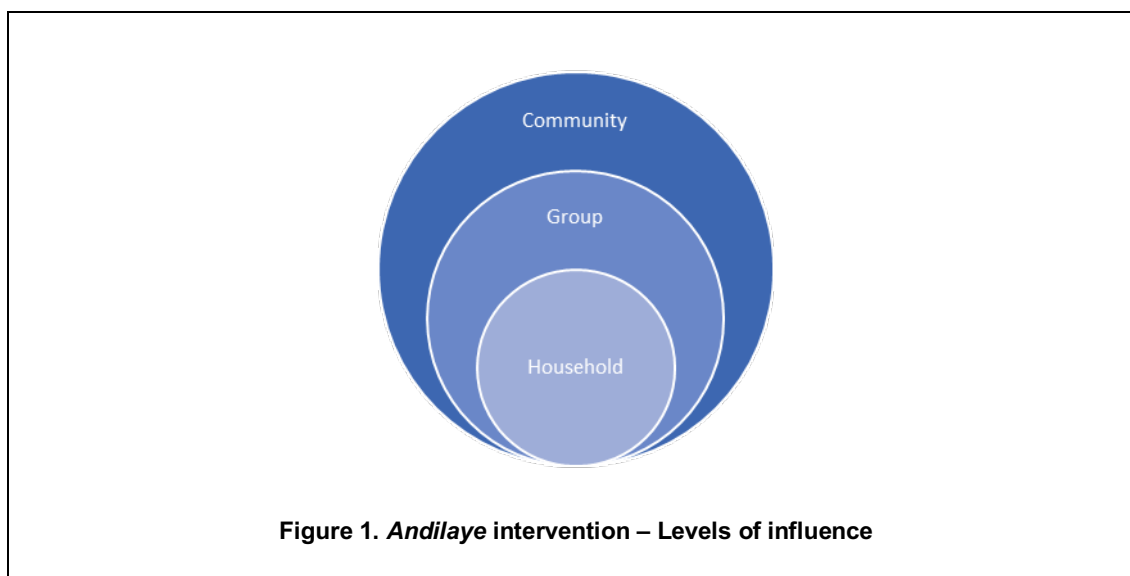 Community
Group
Household
Figure 1. Andilaye intervention – Levels of influence